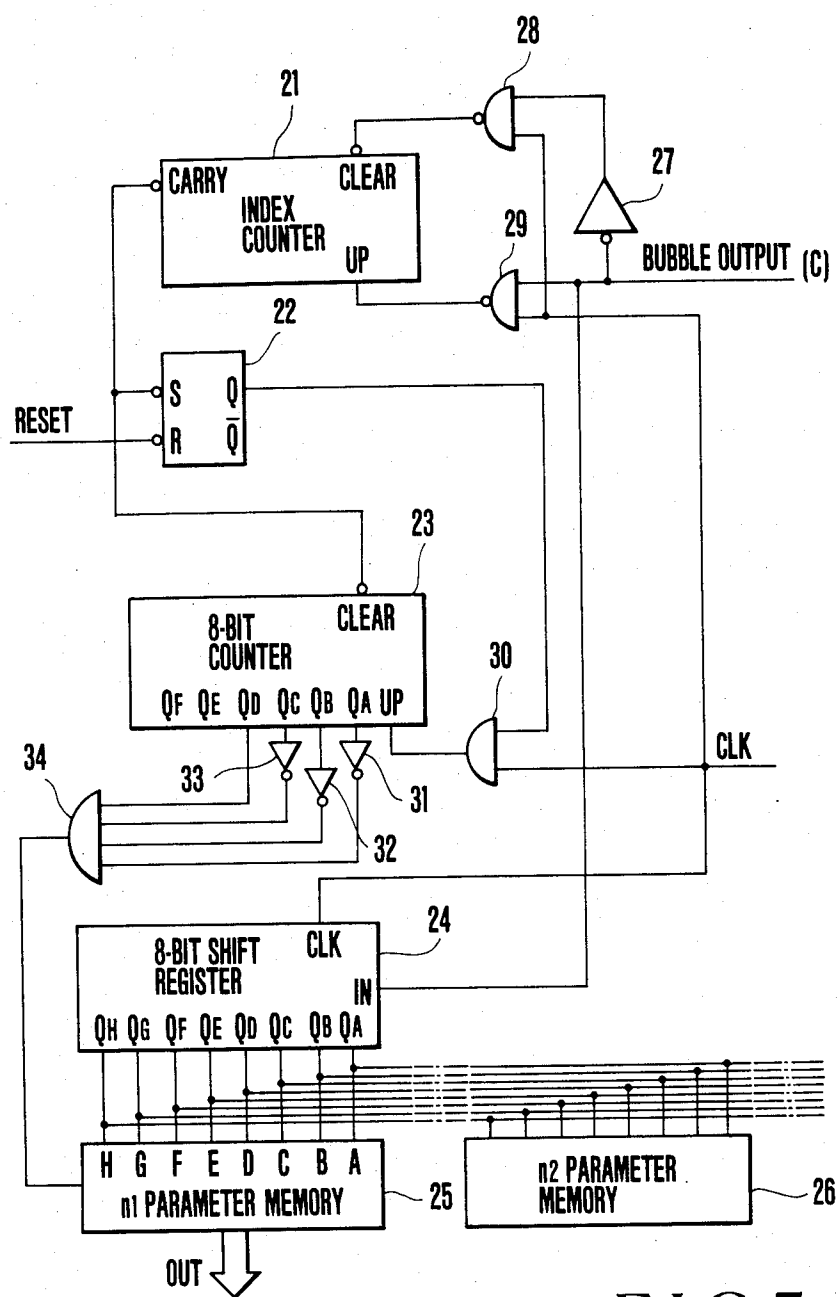 28
21
CARRY CLEAR
27
INDEX
COUNTER
29
UP
BUBBLE OUTPUT (C)
22
S Q
RESET
R Q̅
23
8-BIT
COUNTER
CLEAR
30
QF QE QD QC QB QA UP
CLK
34
33
31
32
24
8-BIT SHIFT
REGISTER
CLK
IN
QH QG QF QE QD QC QB QA
H G F E D C B A
n1 PARAMETER MEMORY
25
n2 PARAMETER
MEMORY
26
OUT